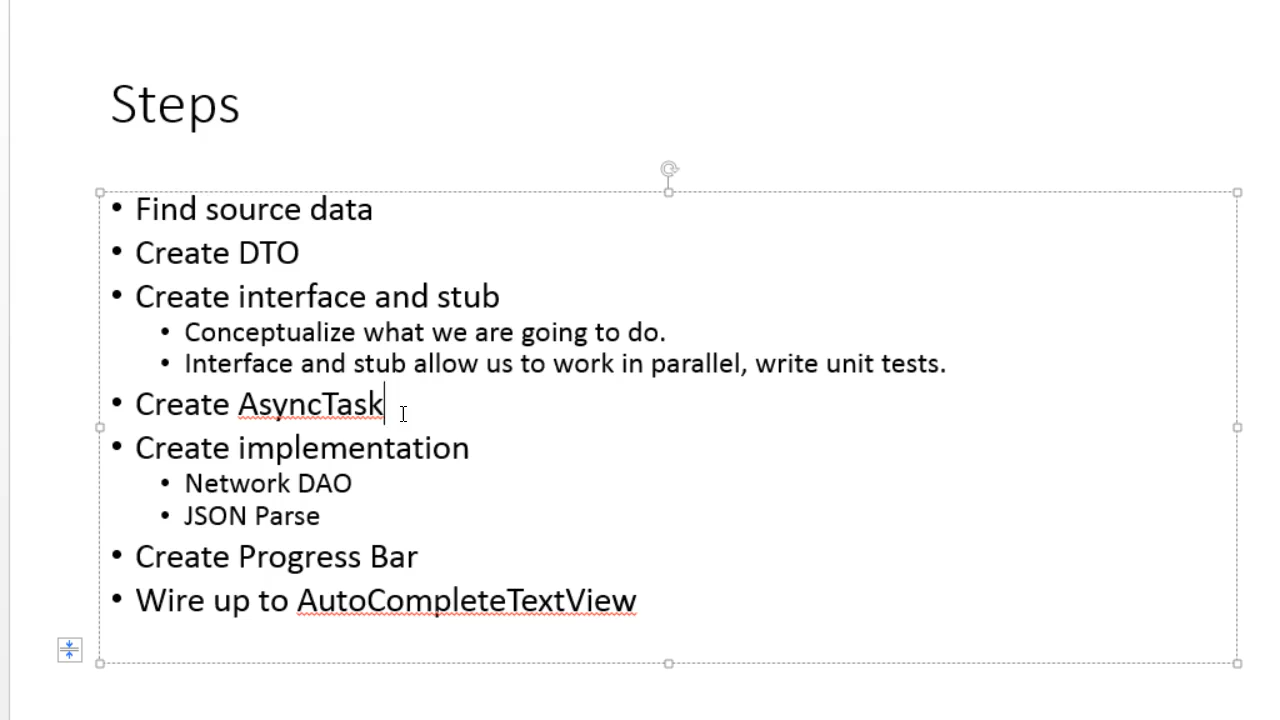 Steps
• Find source data
• Create DTO
• Create interface and stub
• Conceptualize what we are going to do.
• Interface and stub allow us to work in parallel, write unit tests.
• Create AsyncTask
• Create implementation
• Network DAO
• JSON Parse
• Create Progress Bar
• Wire up to AutoCompleteTextView